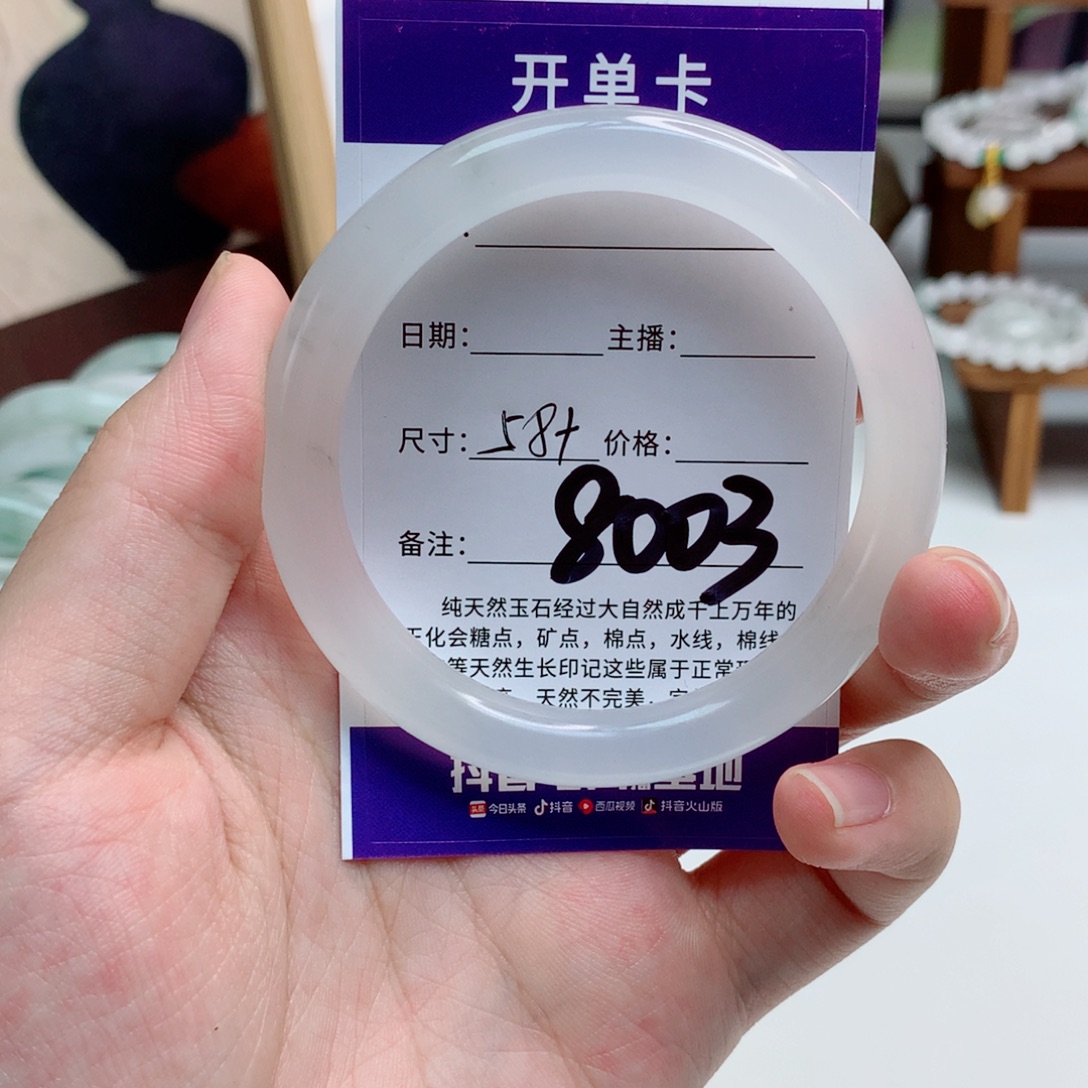 开单卡
日期: 主播:
尺寸: 58+ 价格:
备注: 8003
纯天然玉石经过大自然成千上万年的
化会糖点，矿点，棉点，水线，棉线
等天然生长印记这些属于正常
天然不完美，
抖音 基地
今日头条 抖音 西瓜视频 抖音火山版